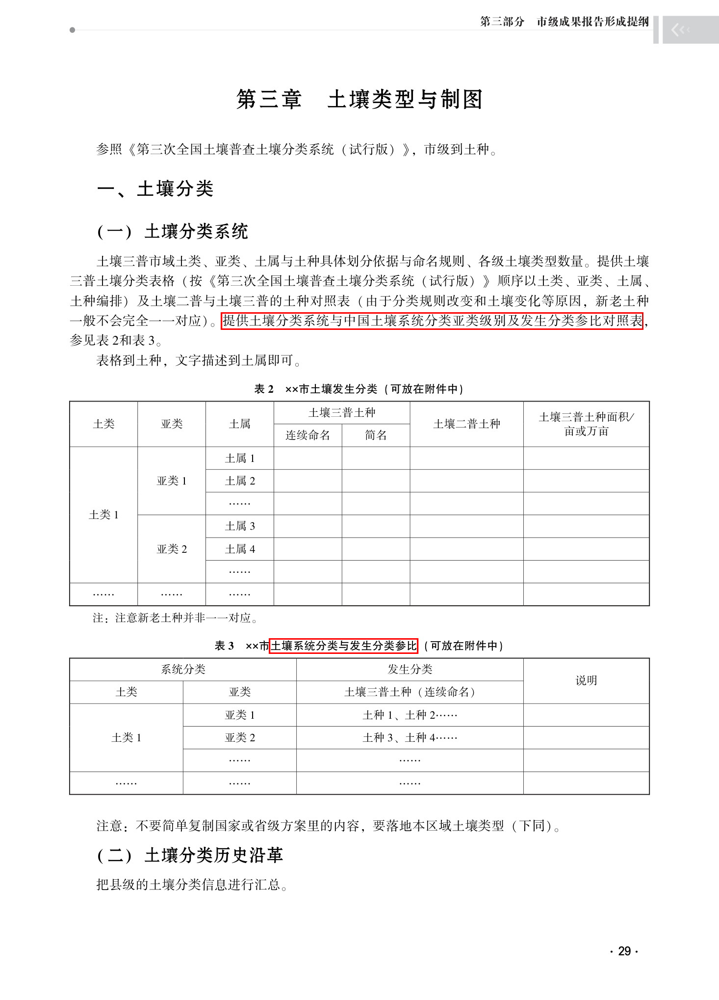 第三部分　市级成果报告形成提纲
第三章　土壤类型与制图
参照《第三次全国土壤普查土壤分类系统（试行版）》，市级到土种。
一、土壤分类
（一）土壤分类系统
土壤三普市域土类、亚类、土属与土种具体划分依据与命名规则、各级土壤类型数量。提供土壤
三普土壤分类表格（按《第三次全国土壤普查土壤分类系统（试行版）》顺序以土类、亚类、土属、
土种编排）及土壤二普与土壤三普的土种对照表（由于分类规则改变和土壤变化等原因，新老土种
一般不会完全一一对应）。提供土壤分类系统与中国土壤系统分类亚类级别及发生分类参比对照表，
参见表 2和表 3。
表格到土种，文字描述到土属即可。
表 2　××市土壤发生分类（可放在附件中）
土类　亚类　土属　土壤三普土种　土壤二普土种　土壤三普土种面积/
亩或万亩
连续命名　简名
土类 1　亚类 1　土属 1
土属 2
……
亚类 2　土属 3
土属 4
……
……　……　……
注：注意新老土种并非一一对应。
表 3　××市土壤系统分类与发生分类参比（可放在附件中）
系统分类　发生分类　说明
土类　亚类　土壤三普土种（连续命名）
土类 1　亚类 1　土种 1、土种 2……
亚类 2　土种 3、土种 4……
……　……
……　……　……
注意：不要简单复制国家或省级方案里的内容，要落地本区域土壤类型（下同）。
（二）土壤分类历史沿革
把县级的土壤分类信息进行汇总。
· 29 ·